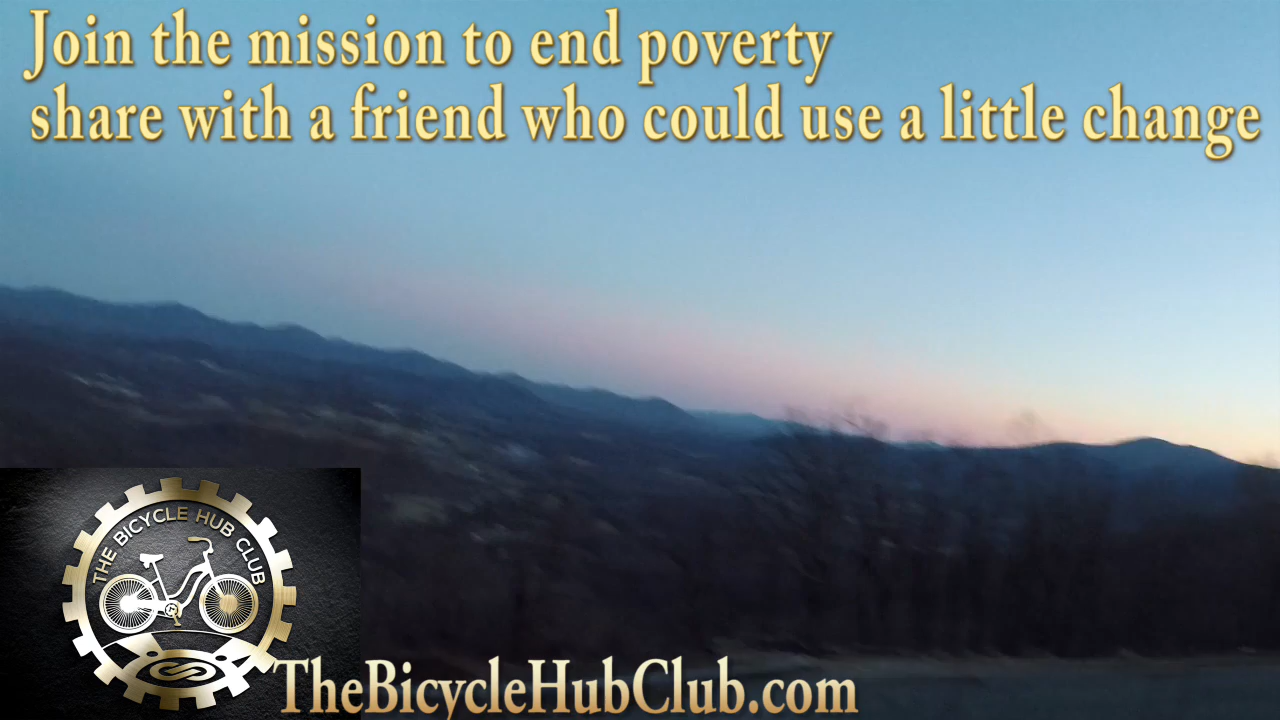 Join the mission to end poverty
share with a friend who could use a little change
THE BICYCLE HUB CLUB
TheBicycleHubClub.com